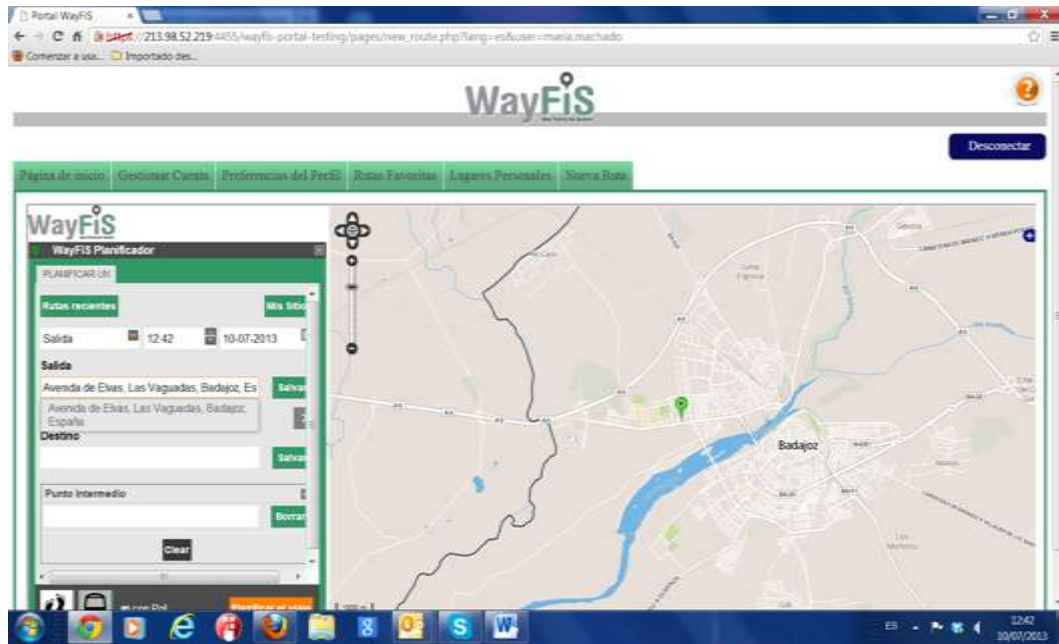 Portal WayFiS
https://213.98.52.219:4455/wayfis-portal-testing/pages/new_route.php?lang=es&user=maria.machado
Comenzar a usa... Importado des...
WayFiS
Desconectar
Página de inicio Gestionar Cuenta Preferencias del Perfil Rutas Favoritas Lugares Personales Nueva Ruta
WayFiS
WayFiS Planificador
PLANIFICAR UN
Rutas recientes Mis Sitio
Salida 12:42 10-07-2013
Salida
Avenida de Elvas, Las Vaguadas, Badajoz, Es Salvar
Avenida de Elvas, Las Vaguadas, Badajoz,
España
Destino
Salvar
Punto Intermedio
Borrar
Clear
Planificar el viaje
Badajoz
1000 m
ES 12:42
10/07/2013